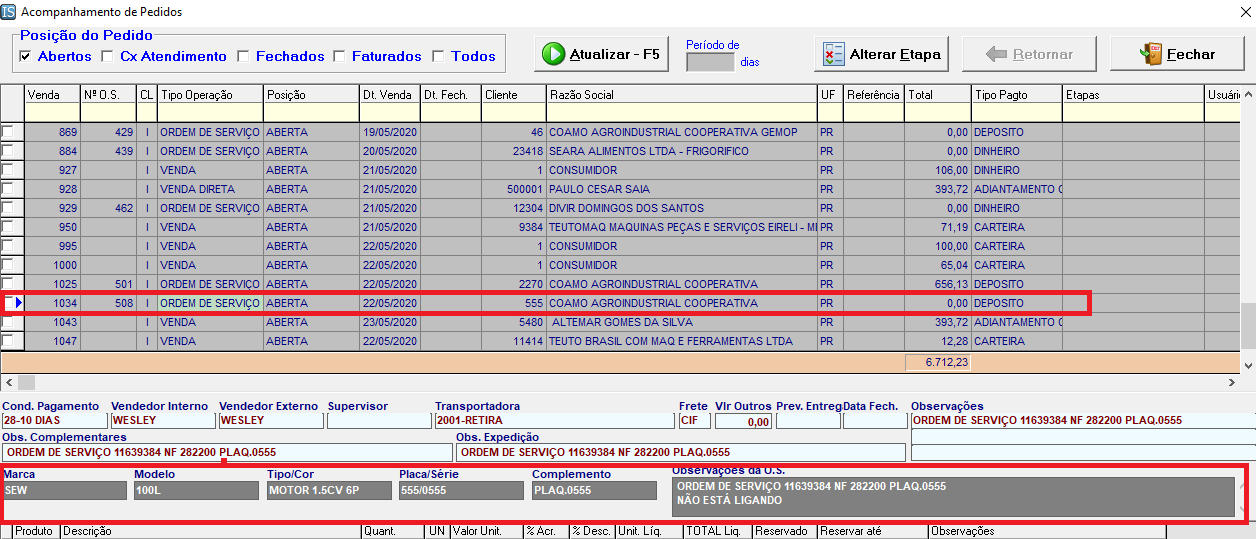 IS Acompanhamento de Pedidos
Posição do Pedido
Abertos Cx Atendimento Fechados Faturados Todos
Atualizar - F5
Período de
dias
Alterar Etapa
Retornar
Fechar
Venda Nº O.S. CL Tipo Operação Posição Dt. Venda Dt. Fech. Cliente Razão Social UF Referência Total Tipo Pagto Etapas
869 429 I ORDEM DE SERVIÇO ABERTA 19/05/2020 46 COAMO AGROINDUSTRIAL COOPERATIVA GEMOP PR 0,00 DEPOSITO
884 439 I ORDEM DE SERVIÇO ABERTA 20/05/2020 23418 SEARA ALIMENTOS LTDA - FRIGORIFICO PR 0,00 DINHEIRO
927 I VENDA ABERTA 21/05/2020 1 CONSUMIDOR PR 106,00 DINHEIRO
928 I VENDA DIRETA ABERTA 21/05/2020 500001 PAULO CESAR SAIA PR 393,72 ADIANTAMENTO
929 462 I ORDEM DE SERVIÇO ABERTA 21/05/2020 12304 DIVIR DOMINGOS DOS SANTOS PR 0,00 DINHEIRO
950 I VENDA ABERTA 21/05/2020 9384 TEUTOMAQ MAQUINAS PEÇAS E SERVIÇOS EIRELI - PR 71,19 CARTEIRA
995 I VENDA ABERTA 22/05/2020 1 CONSUMIDOR PR 100,00 CARTEIRA
1000 I VENDA ABERTA 22/05/2020 1 CONSUMIDOR PR 65,04 CARTEIRA
1025 501 I ORDEM DE SERVIÇO ABERTA 22/05/2020 2270 COAMO AGROINDUSTRIAL COOPERATIVA PR 656,13 DEPOSITO
1034 508 I ORDEM DE SERVIÇO ABERTA 22/05/2020 555 COAMO AGROINDUSTRIAL COOPERATIVA PR 0,00 DEPOSITO
1043 I VENDA ABERTA 23/05/2020 5480 ALTEMAR GOMES DA SILVA PR 393,72 ADIANTAMENTO
1047 I VENDA ABERTA 22/05/2020 11414 TEUTO BRASIL COM MAQ E FERRAMENTAS LTDA PR 12,28 CARTEIRA
6.712,23
Cond. Pagamento Vendedor Interno Vendedor Externo Supervisor Transportadora Frete Vlr Outros Prev. Entreg Data Fech. Observações
28-10 DIAS WESLEY WESLEY 2001-RETIRA CIF 0,00 ORDEM DE SERVIÇO 11639384 NF 282200 PLAQ.0555
Obs. Complementares Obs. Expedição
ORDEM DE SERVIÇO 11639384 NF 282200 PLAQ.0555 ORDEM DE SERVIÇO 11639384 NF 282200 PLAQ.0555
Marca Modelo Tipo/Cor Placa/Série Complemento Observações da O.S.
SEW 100L MOTOR 1.5CV 6P 555/0555 PLAQ.0555 ORDEM DE SERVIÇO 11639384 NF 282200 PLAQ.0555
NÃO ESTÁ LIGANDO
Produto Descrição Quant. UN Valor Unit. % Acr. % Desc. Unit. Líq. TOTAL Liq. Reservado Reservar até Observações